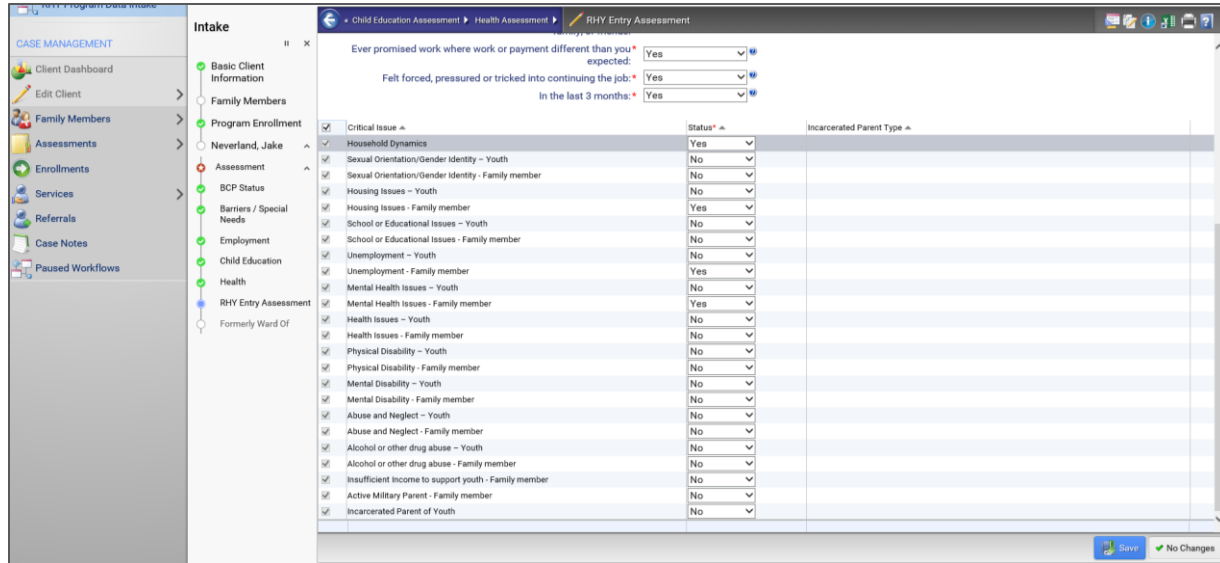 RHY Program Data Intake
CASE MANAGEMENT
Client Dashboard
Edit Client
Family Members
Assessments
Enrollments
Services
Referrals
Case Notes
Paused Workflows
Intake
Basic Client
Information
Family Members
Program Enrollment
Neverland, Jake
Assessment
BCP Status
Barriers / Special
Needs
Employment
Child Education
Health
RHY Entry Assessment
Formerly Ward Of
« Child Education Assessment ▶ Health Assessment ▶ RHY Entry Assessment
family, or friends:
Ever promised work where work or payment different than you* Yes
expected:
Felt forced, pressured or tricked into continuing the job:* Yes
In the last 3 months:* Yes
Critical Issue Status* Incarcerated Parent Type
Household Dynamics Yes
Sexual Orientation/Gender Identity – Youth No
Sexual Orientation/Gender Identity - Family member No
Housing Issues – Youth No
Housing Issues - Family member Yes
School or Educational Issues – Youth No
School or Educational Issues - Family member No
Unemployment – Youth No
Unemployment - Family member Yes
Mental Health Issues – Youth No
Mental Health Issues - Family member Yes
Health Issues – Youth No
Health Issues - Family member No
Physical Disability – Youth No
Physical Disability - Family member No
Mental Disability – Youth No
Mental Disability - Family member No
Abuse and Neglect – Youth No
Abuse and Neglect - Family member No
Alcohol or other drug abuse – Youth No
Alcohol or other drug abuse - Family member No
Insufficient Income to support youth - Family member No
Active Military Parent - Family member No
Incarcerated Parent of Youth No
Save
No Changes